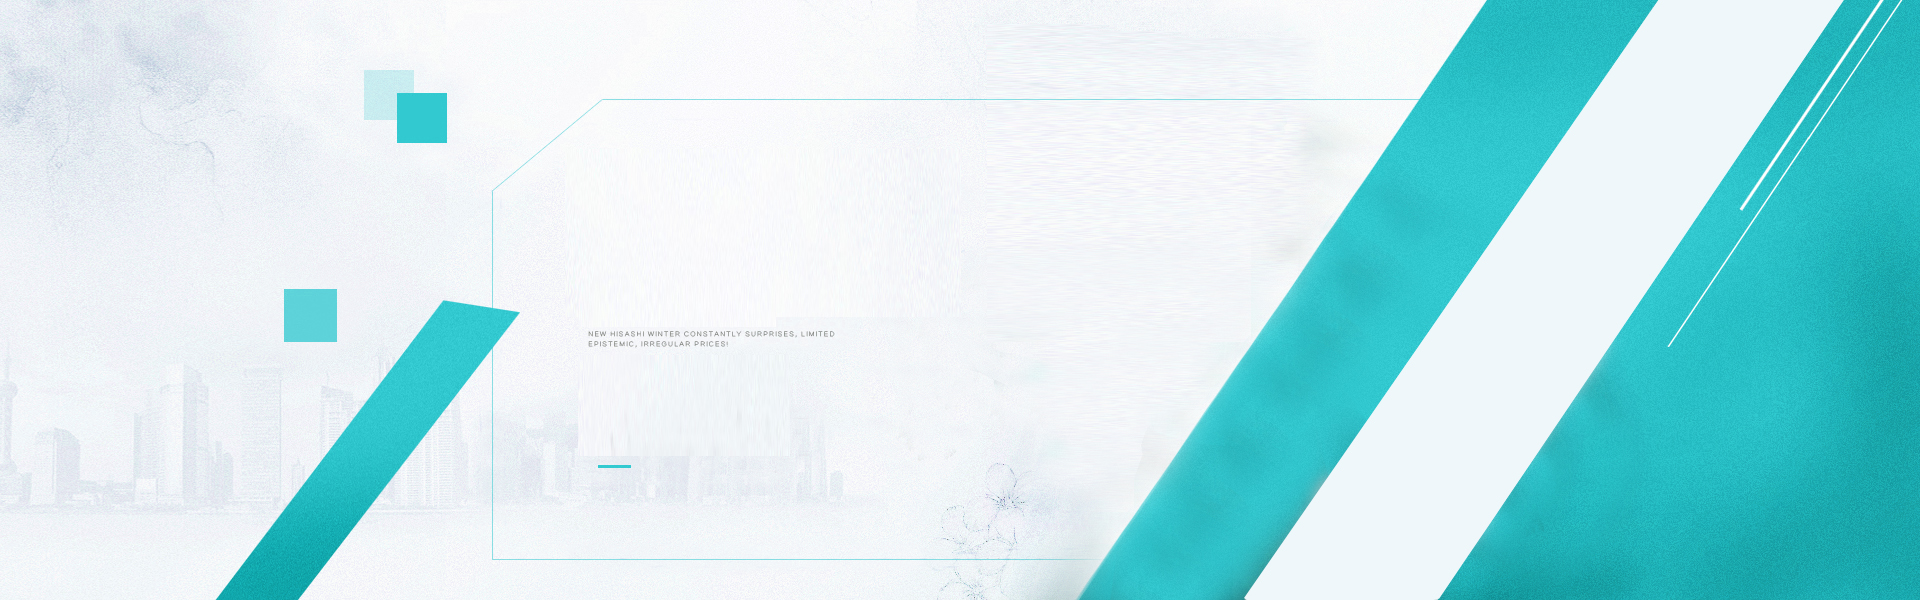 NEW HISASHI WINTER CONSTANTLY SURPRISES, LIMITED
EPISTEMIC, IRREGULAR PRICES!